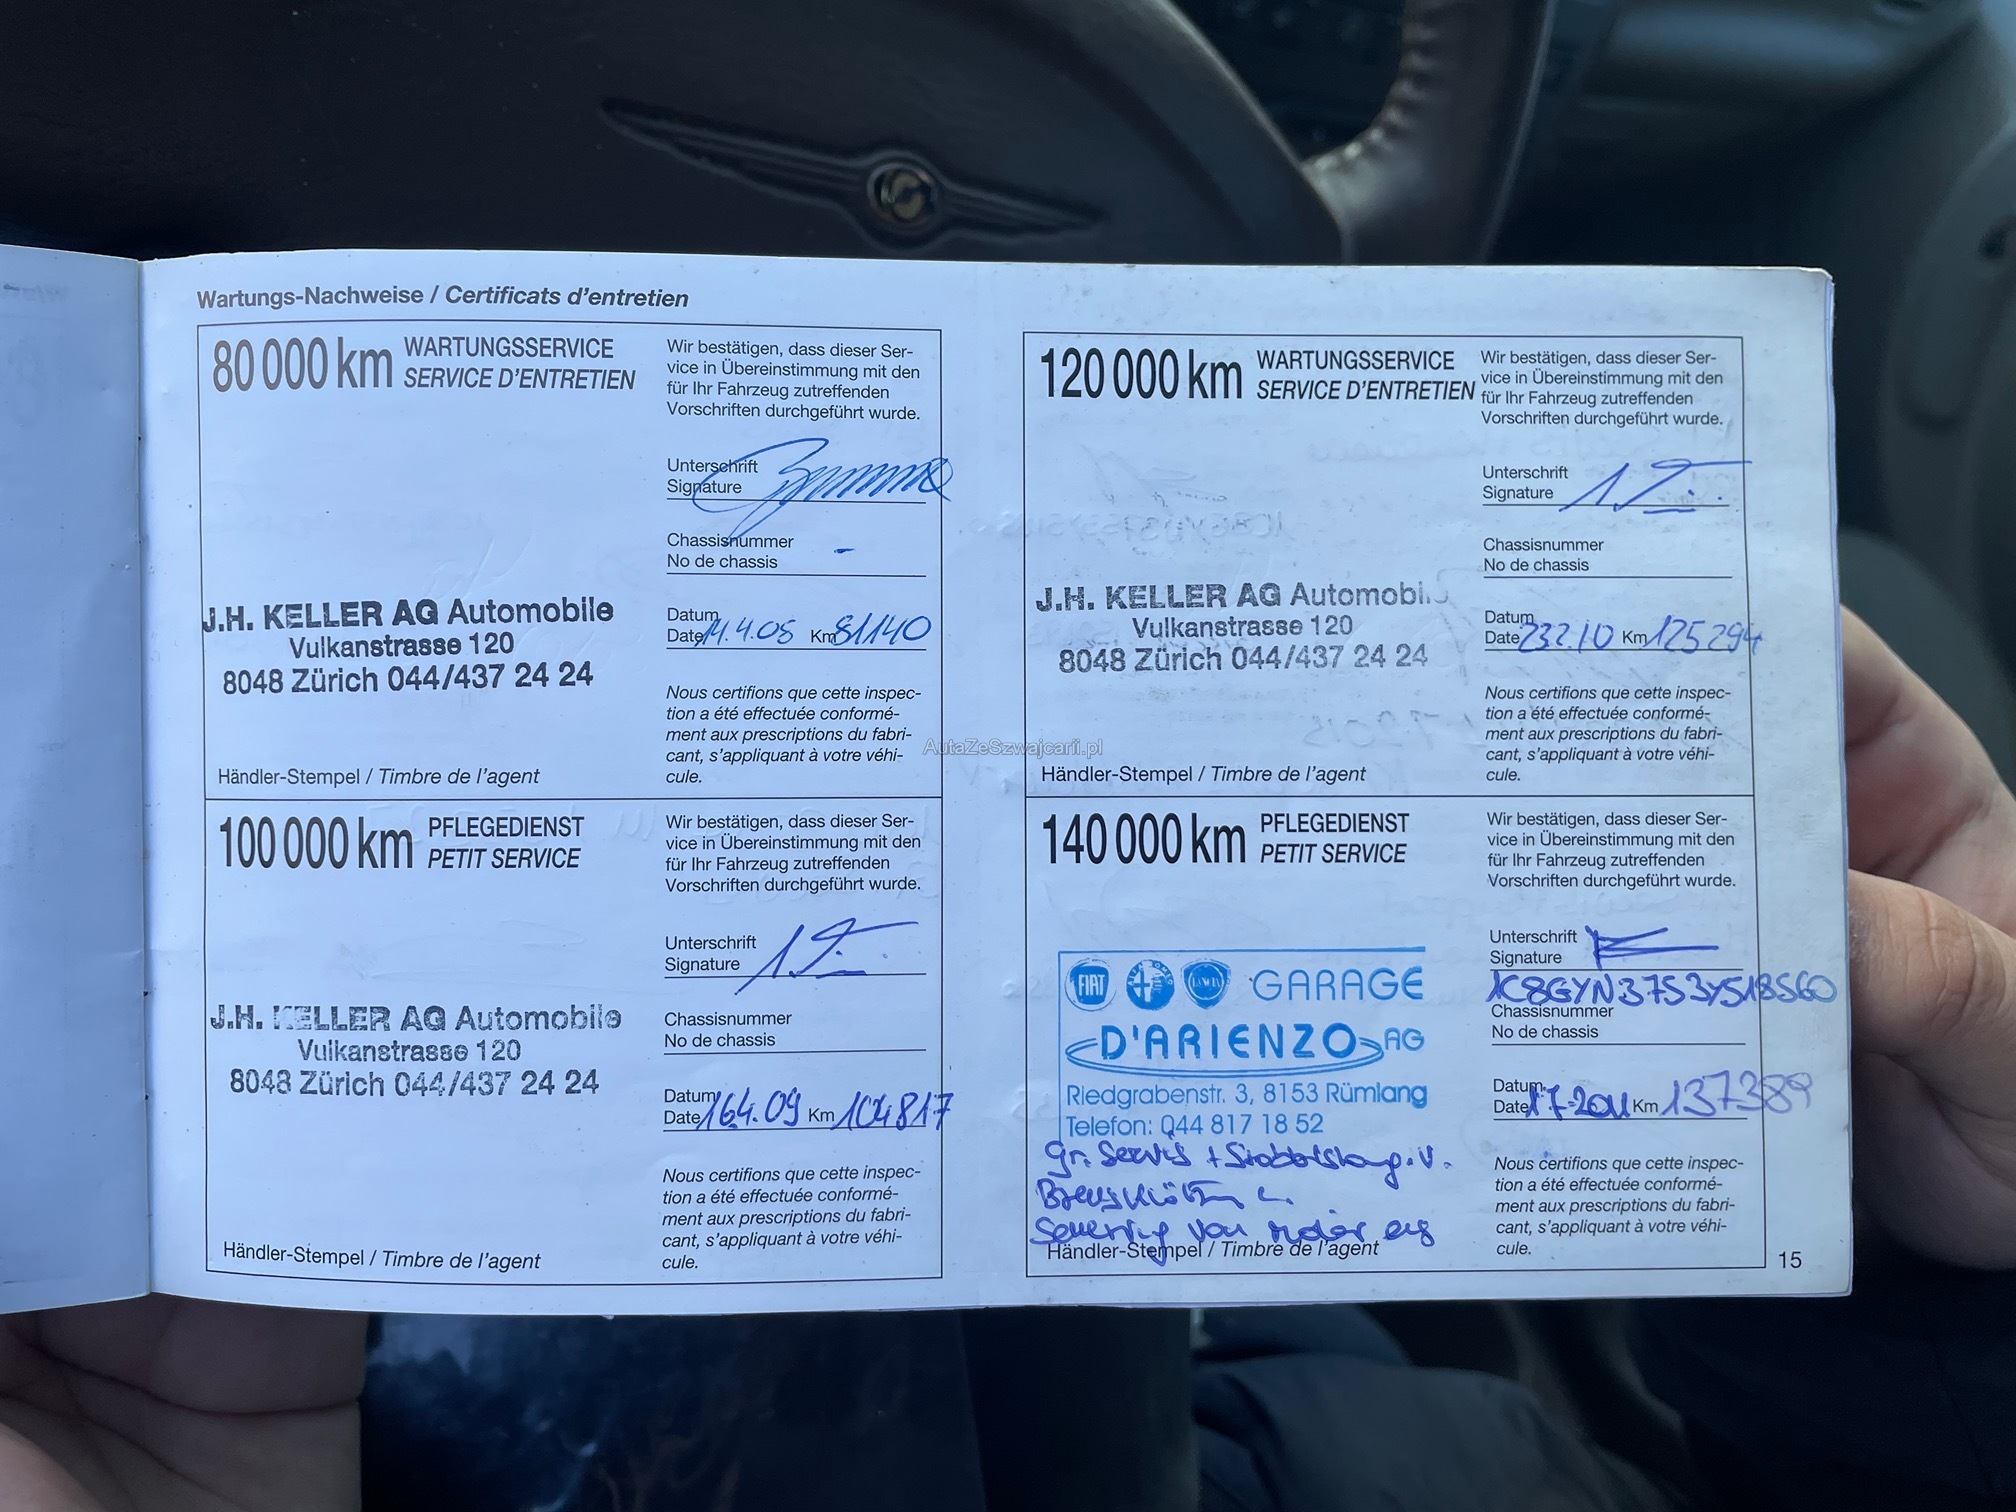 Wartungs-Nachweise / Certificats d'entretien
80 000 km WARTUNGSSERVICE
SERVICE D'ENTRETIEN
Wir bestätigen, dass dieser Ser-
vice in Übereinstimmung mit den
für Ihr Fahrzeug zutreffenden
Vorschriften durchgeführt wurde.
Unterschrift
Signature
Chassisnummer -
No de chassis
J.H. KELLER AG Automobile
Vulkanstrasse 120
8048 Zürich 044/437 24 24
Datum
Date Km 81140
Nous certifions que cette inspec-
tion a été effectuée conformé-
ment aux prescriptions du fabri-
cant, s'appliquant à votre véhi-
cule.
Händler-Stempel / Timbre de l'agent
100 000 km PFLEGEDIENST
PETIT SERVICE
Wir bestätigen, dass dieser Ser-
vice in Übereinstimmung mit den
für Ihr Fahrzeug zutreffenden
Vorschriften durchgeführt wurde.
Unterschrift
Signature
Chassisnummer
No de chassis
J.H. KELLER AG Automobile
Vulkanstrasse 120
8048 Zürich 044/437 24 24
Datum
Date 16.4.09 Km 104817
Nous certifions que cette inspec-
tion a été effectuée conformé-
ment aux prescriptions du fabri-
cant, s'appliquant à votre véhi-
cule.
Händler-Stempel / Timbre de l'agent
120 000 km WARTUNGSSERVICE
SERVICE D'ENTRETIEN
Wir bestätigen, dass dieser Ser-
vice in Übereinstimmung mit den
für Ihr Fahrzeug zutreffenden
Vorschriften durchgeführt wurde.
Unterschrift
Signature
Chassisnummer
No de chassis
J.H. KELLER AG Automobile
Vulkanstrasse 120
8048 Zürich 044/437 24 24
Datum
Date 23.2.10 Km 125294
Nous certifions que cette inspec-
tion a été effectuée conformé-
ment aux prescriptions du fabri-
cant, s'appliquant à votre véhi-
cule.
Händler-Stempel / Timbre de l'agent
AutaZeSzwajcarii.pl
140 000 km PFLEGEDIENST
PETIT SERVICE
Wir bestätigen, dass dieser Ser-
vice in Übereinstimmung mit den
für Ihr Fahrzeug zutreffenden
Vorschriften durchgeführt wurde.
Unterschrift
Signature
1C8GYN3753Y518560
Chassisnummer
No de chassis
FIAT ALFA ROMEO LANCIA GARAGE
D'ARIENZO AG
Riedgrabenstr. 3, 8153 Rümlang
Telefon: 044 817 18 52
Datum
Date 1.7-2011 Km 137389
gr. Servis +
von
Nous certifions que cette inspec-
tion a été effectuée conformé-
ment aux prescriptions du fabri-
cant, s'appliquant à votre véhi-
cule.
Händler-Stempel / Timbre de l'agent
15